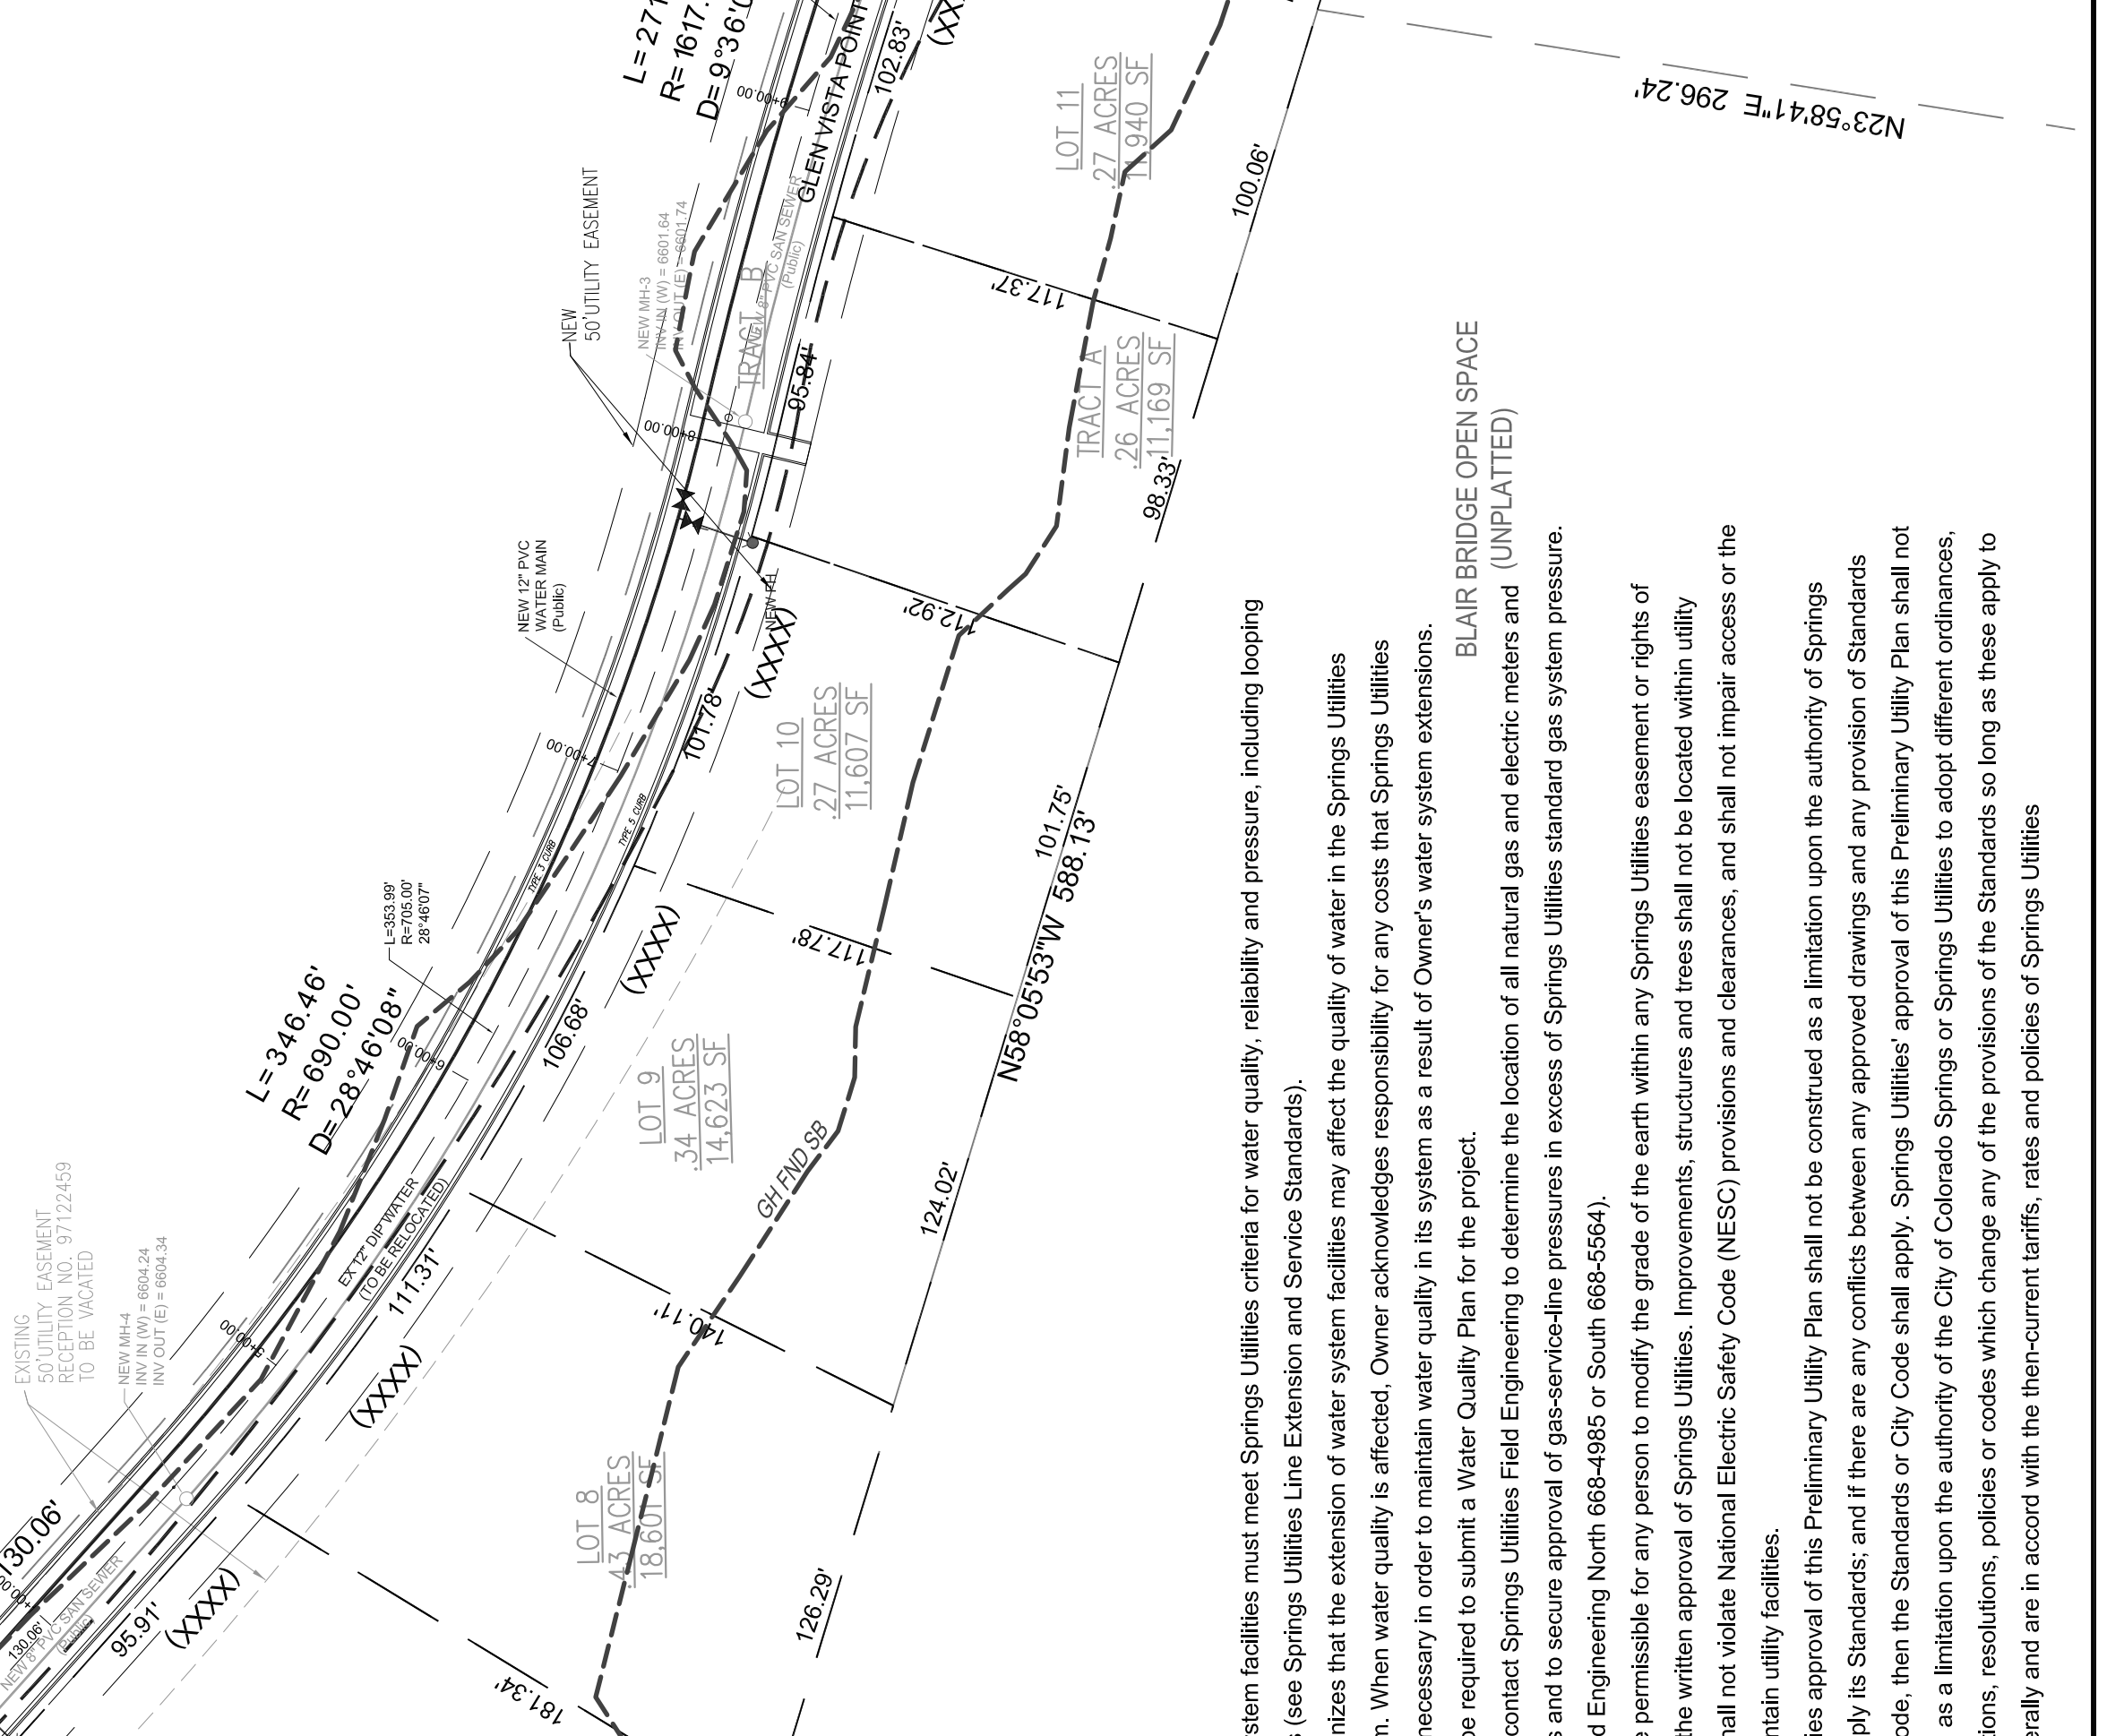 EXISTING
50'UTILITY EASEMENT
RECEPTION NO. 97122459
TO BE VACATED
NEW MH-4
INV IN (W) = 6604.24
INV OUT (E) = 6604.34
130.06'
130.06'
NEW 8" PVC SAN SEWER
(Public)
95.91'
(XXXX)
5+00.00
EX 12" DIP WATER
(TO BE RELOCATED)
111.31'
(XXXX)
L= 346.46'
R= 690.00'
D= 28°46'08"
6+00.00
L=353.99'
R=705.00'
28°46'07"
106.68'
(XXXX)
TYPE 3 CURB
TYPE 5 CURB
7+00.00
NEW 12" PVC
WATER MAIN
(Public)
101.78'
(XXXX)
NEW FH
NEW
50'UTILITY EASEMENT
8+00.00
NEW MH-3
INV IN (W) = 6601.64
INV OUT (E) = 6601.74
TRACT B
NEW 8" PVC SAN SEWER
(Public)
95.84'
GLEN VISTA POINT
9+00.00
102.83'
L= 271
R= 1617.
D= 9°36'0
(XX
LOT 8
.43 ACRES
18,601 SF
181.34'
126.29'
140.11'
LOT 9
.34 ACRES
14,623 SF
GH FND SB
124.02'
117.78'
LOT 10
.27 ACRES
11,607 SF
101.75'
N58°05'53"W 588.13'
112.92'
TRACT A
.26 ACRES
11,169 SF
98.33'
117.37'
LOT 11
.27 ACRES
11,940 SF
100.06'
N23°58'41"E 296.24'
BLAIR BRIDGE OPEN SPACE
(UNPLATTED)
stem facilities must meet Springs Utilities criteria for water quality, reliability and pressure, including looping
s (see Springs Utilities Line Extension and Service Standards).
nizes that the extension of water system facilities may affect the quality of water in the Springs Utilities
n. When water quality is affected, Owner acknowledges responsibility for any costs that Springs Utilities
necessary in order to maintain water quality in its system as a result of Owner's water system extensions.
be required to submit a Water Quality Plan for the project.
contact Springs Utilities Field Engineering to determine the location of all natural gas and electric meters and
s and to secure approval of gas-service-line pressures in excess of Springs Utilities standard gas system pressure.
d Engineering North 668-4985 or South 668-5564).
e permissible for any person to modify the grade of the earth within any Springs Utilities easement or rights of
the written approval of Springs Utilities. Improvements, structures and trees shall not be located within utility
hall not violate National Electric Safety Code (NESC) provisions and clearances, and shall not impair access or the
ntain utility facilities.
ies approval of this Preliminary Utility Plan shall not be construed as a limitation upon the authority of Springs
ply its Standards; and if there are any conflicts between any approved drawings and any provision of Standards
ode, then the Standards or City Code shall apply. Springs Utilities' approval of this Preliminary Utility Plan shall not
as a limitation upon the authority of the City of Colorado Springs or Springs Utilities to adopt different ordinances,
tions, resolutions, policies or codes which change any of the provisions of the Standards so long as these apply to
erally and are in accord with the then-current tariffs, rates and policies of Springs Utilities